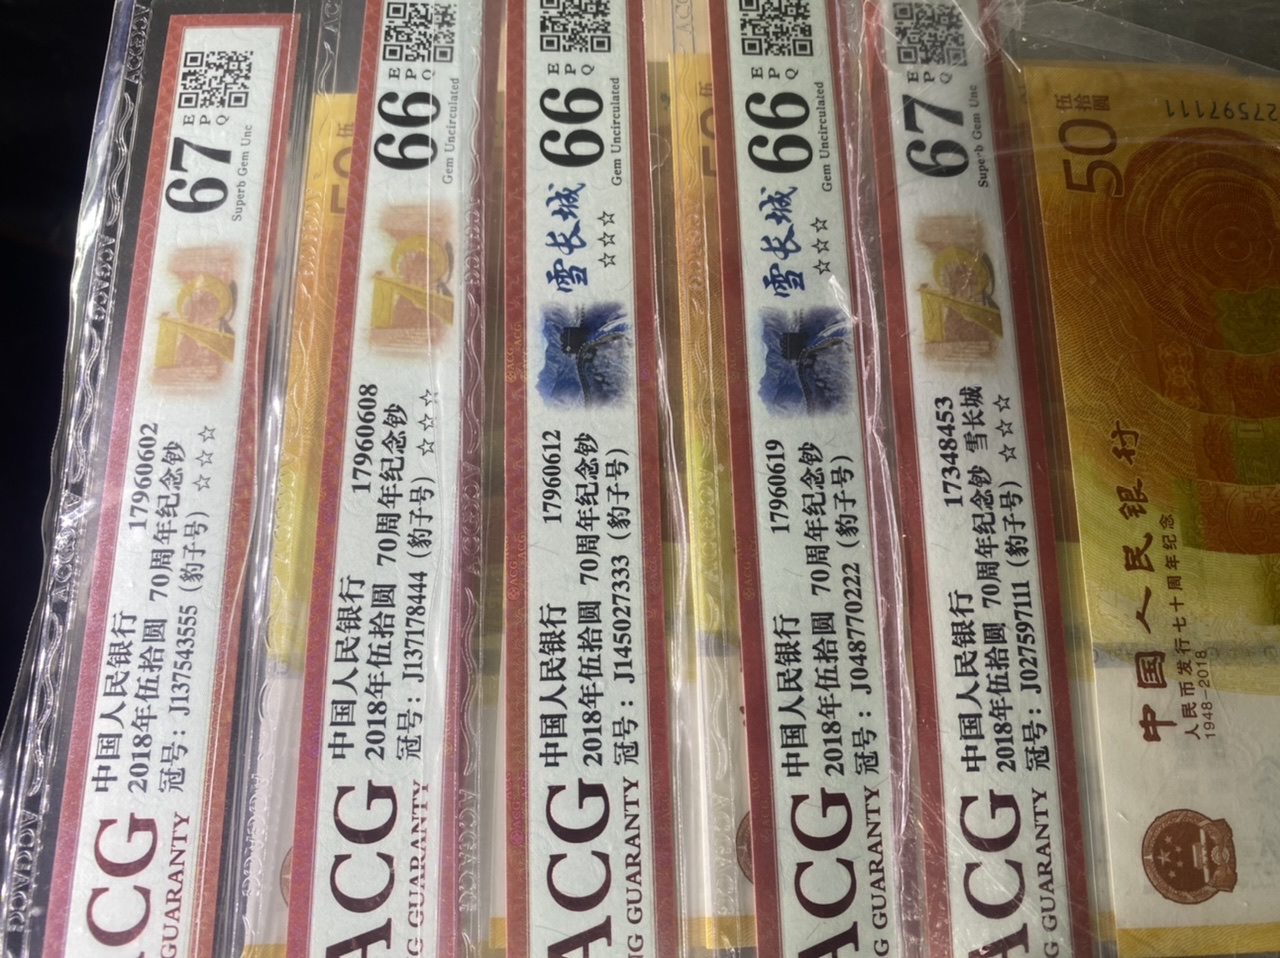 ACG
GUARANTY
中国人民银行 17960602
2018年伍拾圆 70周年纪念钞
冠号：J137543555（豹子号）☆☆☆
67 EPQ
Superb Gem Unc
ACG
GUARANTY
中国人民银行 17960608
2018年伍拾圆 70周年纪念钞
冠号：J137178444（豹子号）☆☆☆
66 EPQ
Gem Uncirculated
ACG
GUARANTY
中国人民银行 17960612
2018年伍拾圆 70周年纪念钞
冠号：J145027333（豹子号）
雪长城
☆☆☆
66 EPQ
Gem Uncirculated
ACG
GUARANTY
中国人民银行 17960619
2018年伍拾圆 70周年纪念钞
冠号：J048770222（豹子号）
雪长城
☆☆☆
66 EPQ
Gem Uncirculated
ACG
GUARANTY
中国人民银行 17348453
2018年伍拾圆 70周年纪念钞 雪长城
冠号：J027597111（豹子号）☆☆☆
67 EPQ
Superb Gem Unc
中国人民银行
人民币发行七十周年纪念
1948-2018
50 伍拾圆
27597111